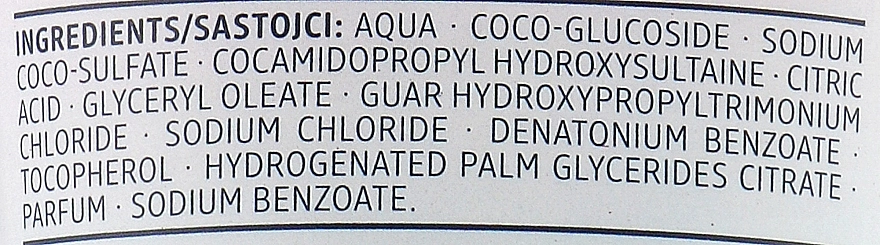 INGREDIENTS/SASTOJCI: AQUA · COCO-GLUCOSIDE · SODIUM
COCO-SULFATE · COCAMIDOPROPYL HYDROXYSULTAINE · CITRIC
ACID · GLYCERYL OLEATE · GUAR HYDROXYPROPYLTRIMONIUM
CHLORIDE · SODIUM CHLORIDE · DENATONIUM BENZOATE ·
TOCOPHEROL · HYDROGENATED PALM GLYCERIDES CITRATE ·
PARFUM · SODIUM BENZOATE.